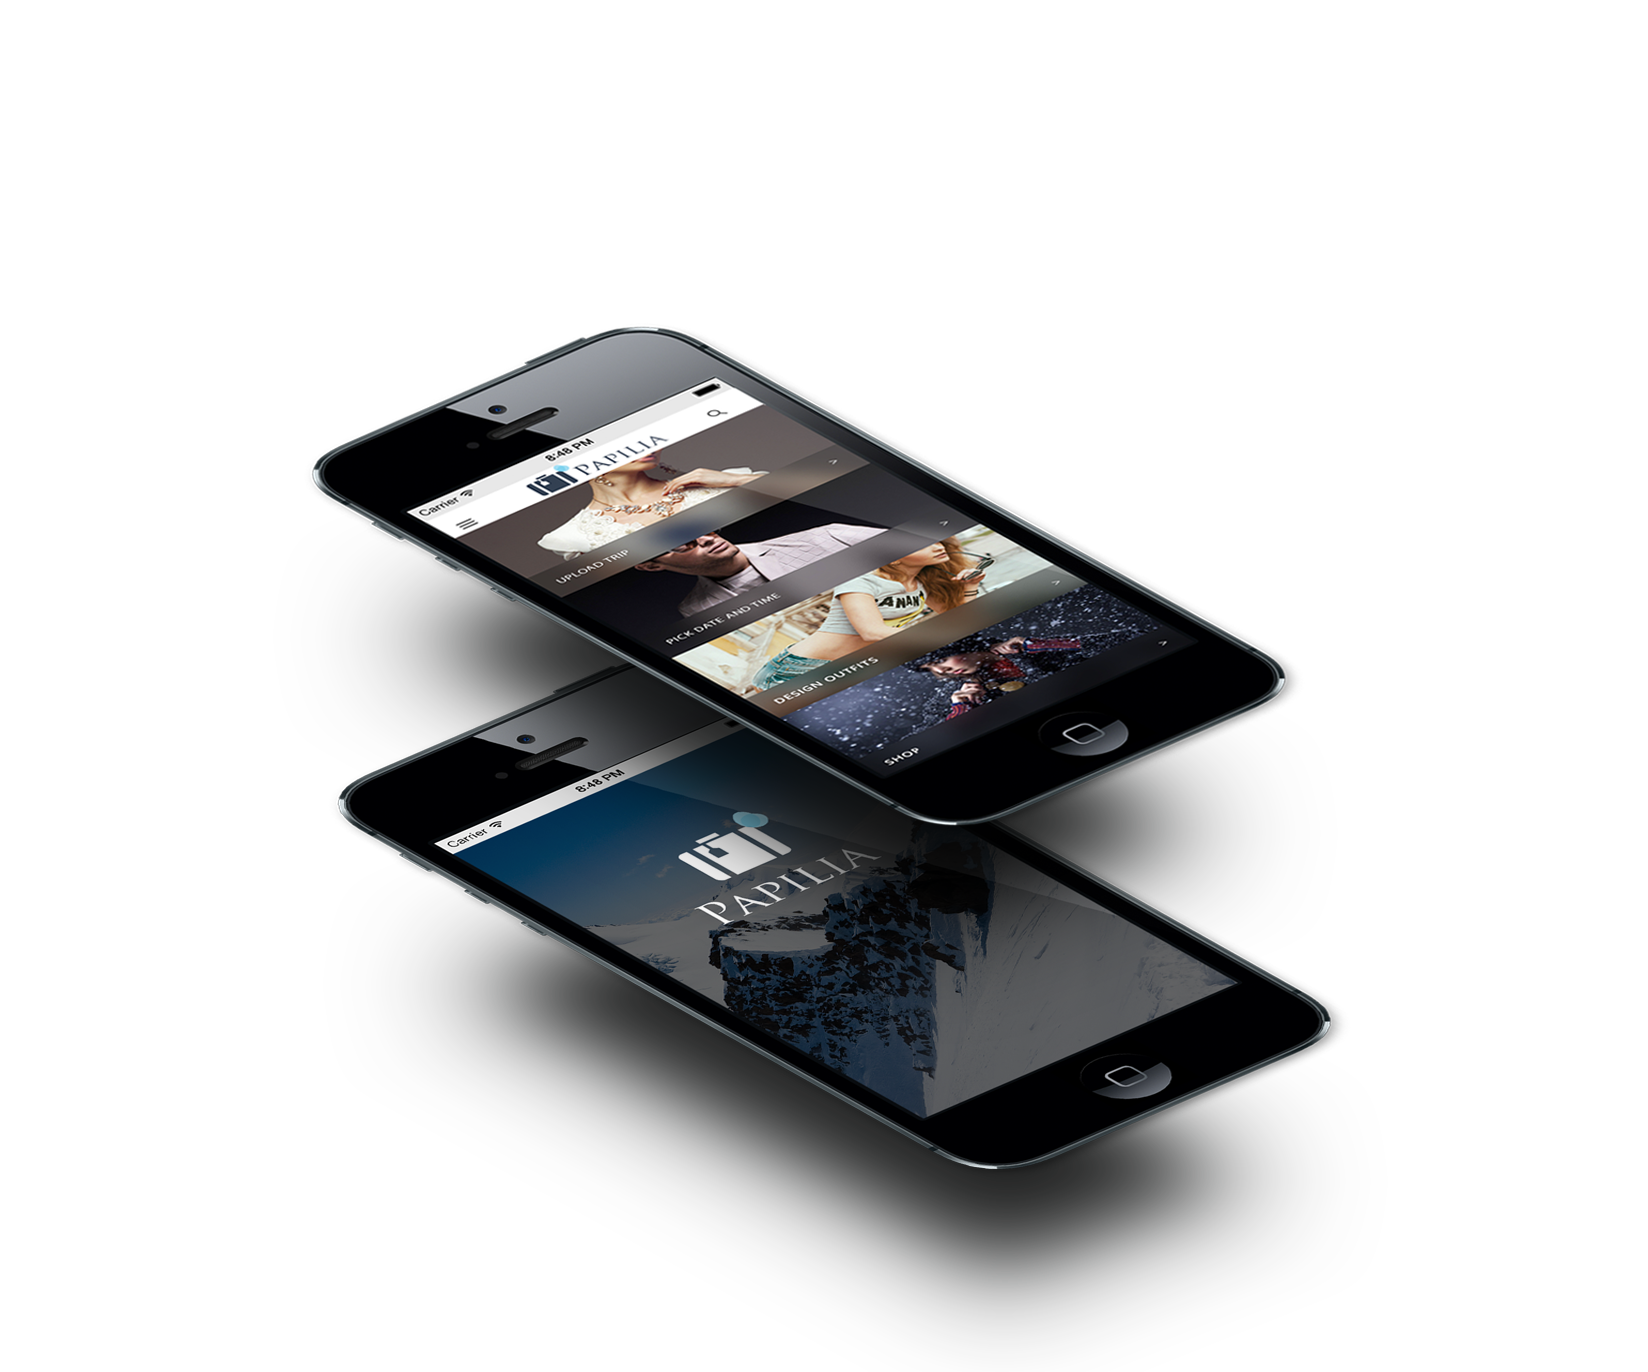 Carrier 8:48 PM
PAPILIA
UPLOAD TRIP >
PICK DATE AND TIME >
ANAN
DESIGN OUTFITS >
SHOP >
Carrier 8:48 PM
PAPILIA